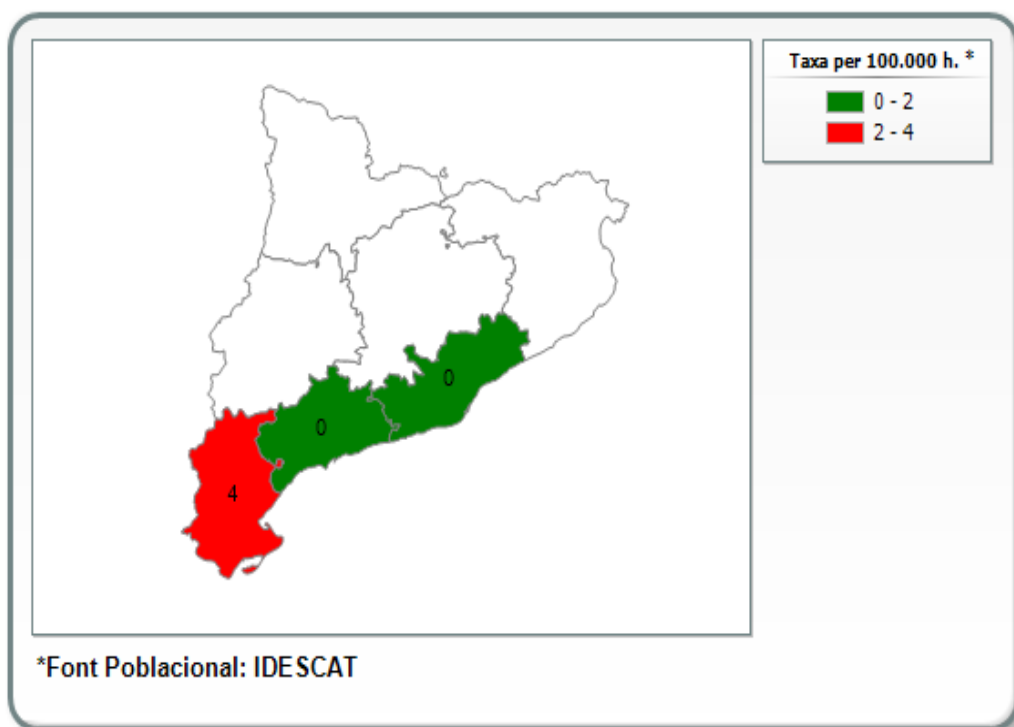 Taxa per 100.000 h. *
0 - 2
2 - 4
0
0
4
*Font Poblacional: IDESCAT